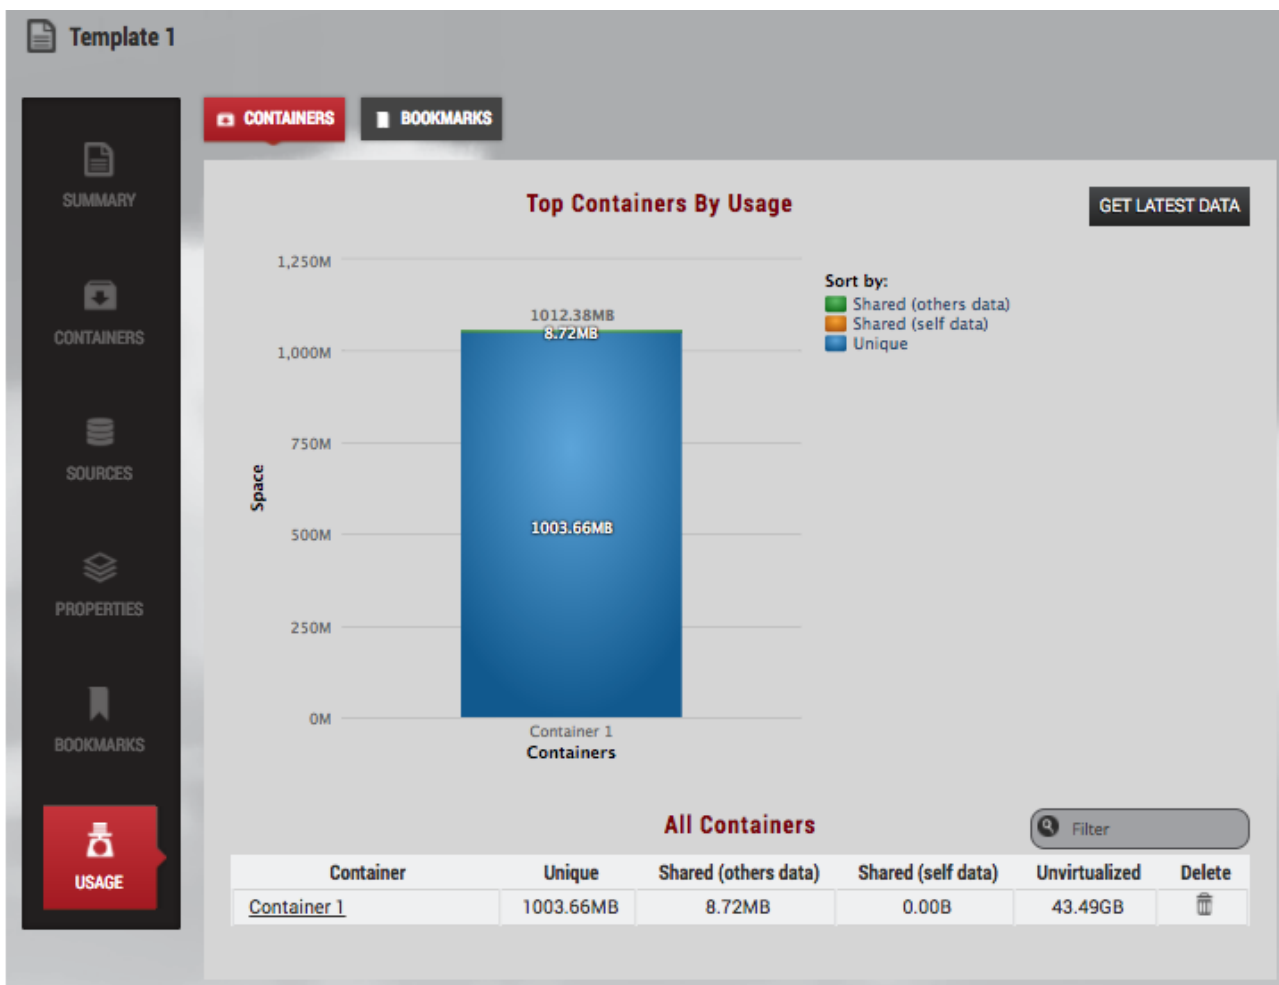 Template 1
CONTAINERS
BOOKMARKS
SUMMARY
CONTAINERS
SOURCES
PROPERTIES
BOOKMARKS
USAGE
Top Containers By Usage
GET LATEST DATA
1,250M
1,000M
750M
500M
250M
0M
Space
1012.38MB
8.72MB
1003.66MB
Container 1
Containers
Sort by:
Shared (others data)
Shared (self data)
Unique
All Containers
Filter
Container Unique Shared (others data) Shared (self data) Unvirtualized Delete
Container 1 1003.66MB 8.72MB 0.00B 43.49GB